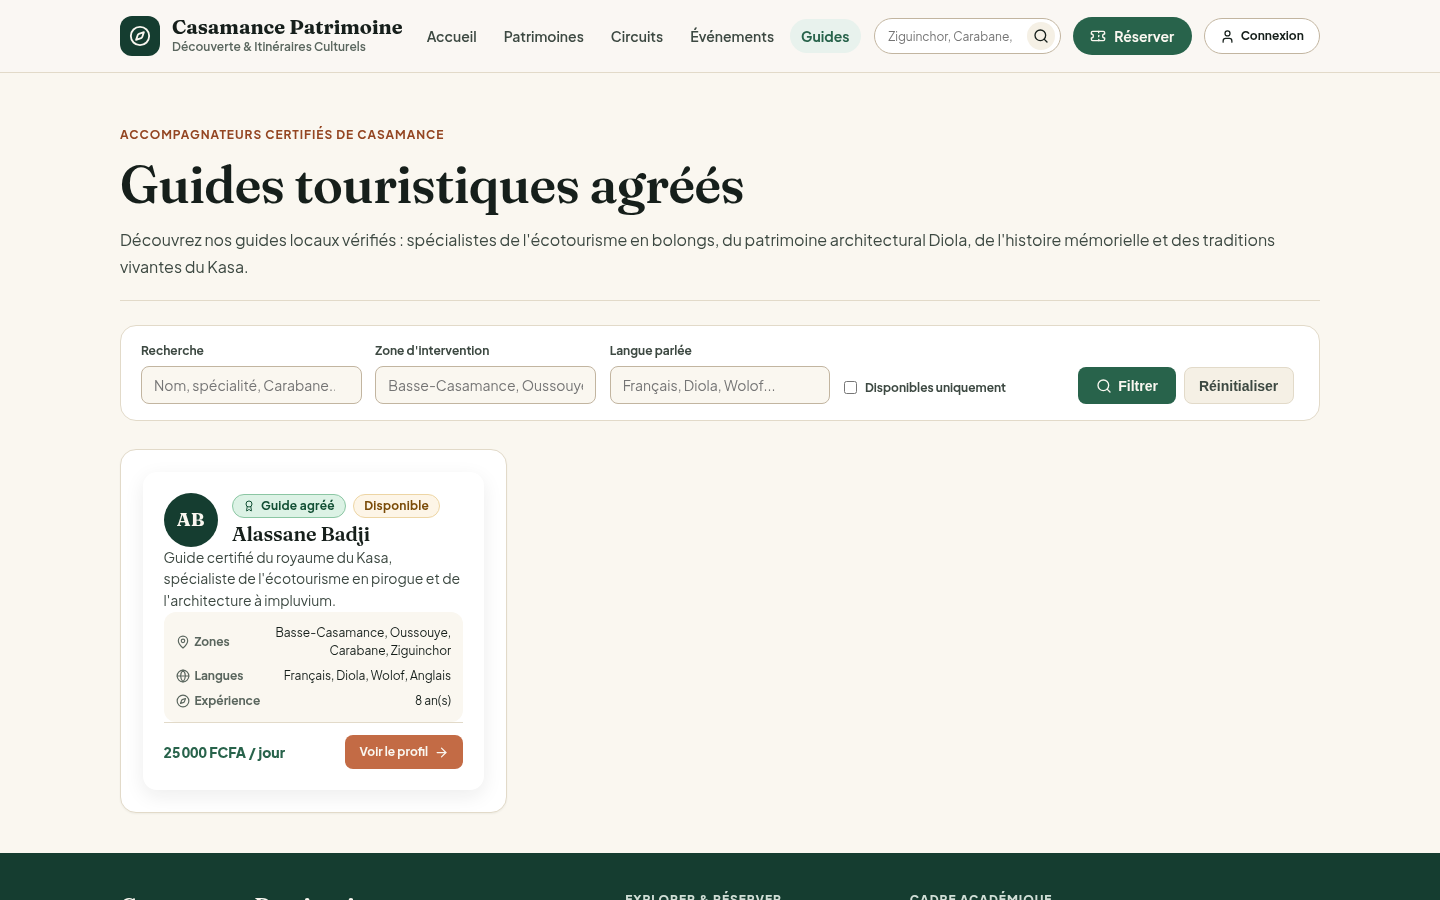 Casamance Patrimoine
Découverte & Itinéraires Culturels
Accueil
Patrimoines
Circuits
Événements
Guides
Ziguinchor, Carabane,
Réserver
Connexion
ACCOMPAGNATEURS CERTIFIÉS DE CASAMANCE
Guides touristiques agréés
Découvrez nos guides locaux vérifiés : spécialistes de l'écotourisme en bolongs, du patrimoine architectural Diola, de l'histoire mémorielle et des traditions
vivantes du Kasa.
Recherche
Zone d'intervention
Langue parlée
Nom, spécialité, Carabane..
Basse-Casamance, Oussouye
Français, Diola, Wolof...
Disponibles uniquement
Filtrer
Réinitialiser
AB
Guide agréé
Disponible
Alassane Badji
Guide certifié du royaume du Kasa,
spécialiste de l'écotourisme en pirogue et de
l'architecture à impluvium.
Zones
Basse-Casamance, Oussouye,
Carabane, Ziguinchor
Langues
Français, Diola, Wolof, Anglais
Expérience
8 an(s)
25 000 FCFA / jour
Voir le profil
EXPLORER & RÉSERVER
CADRE ACADÉMIQUE